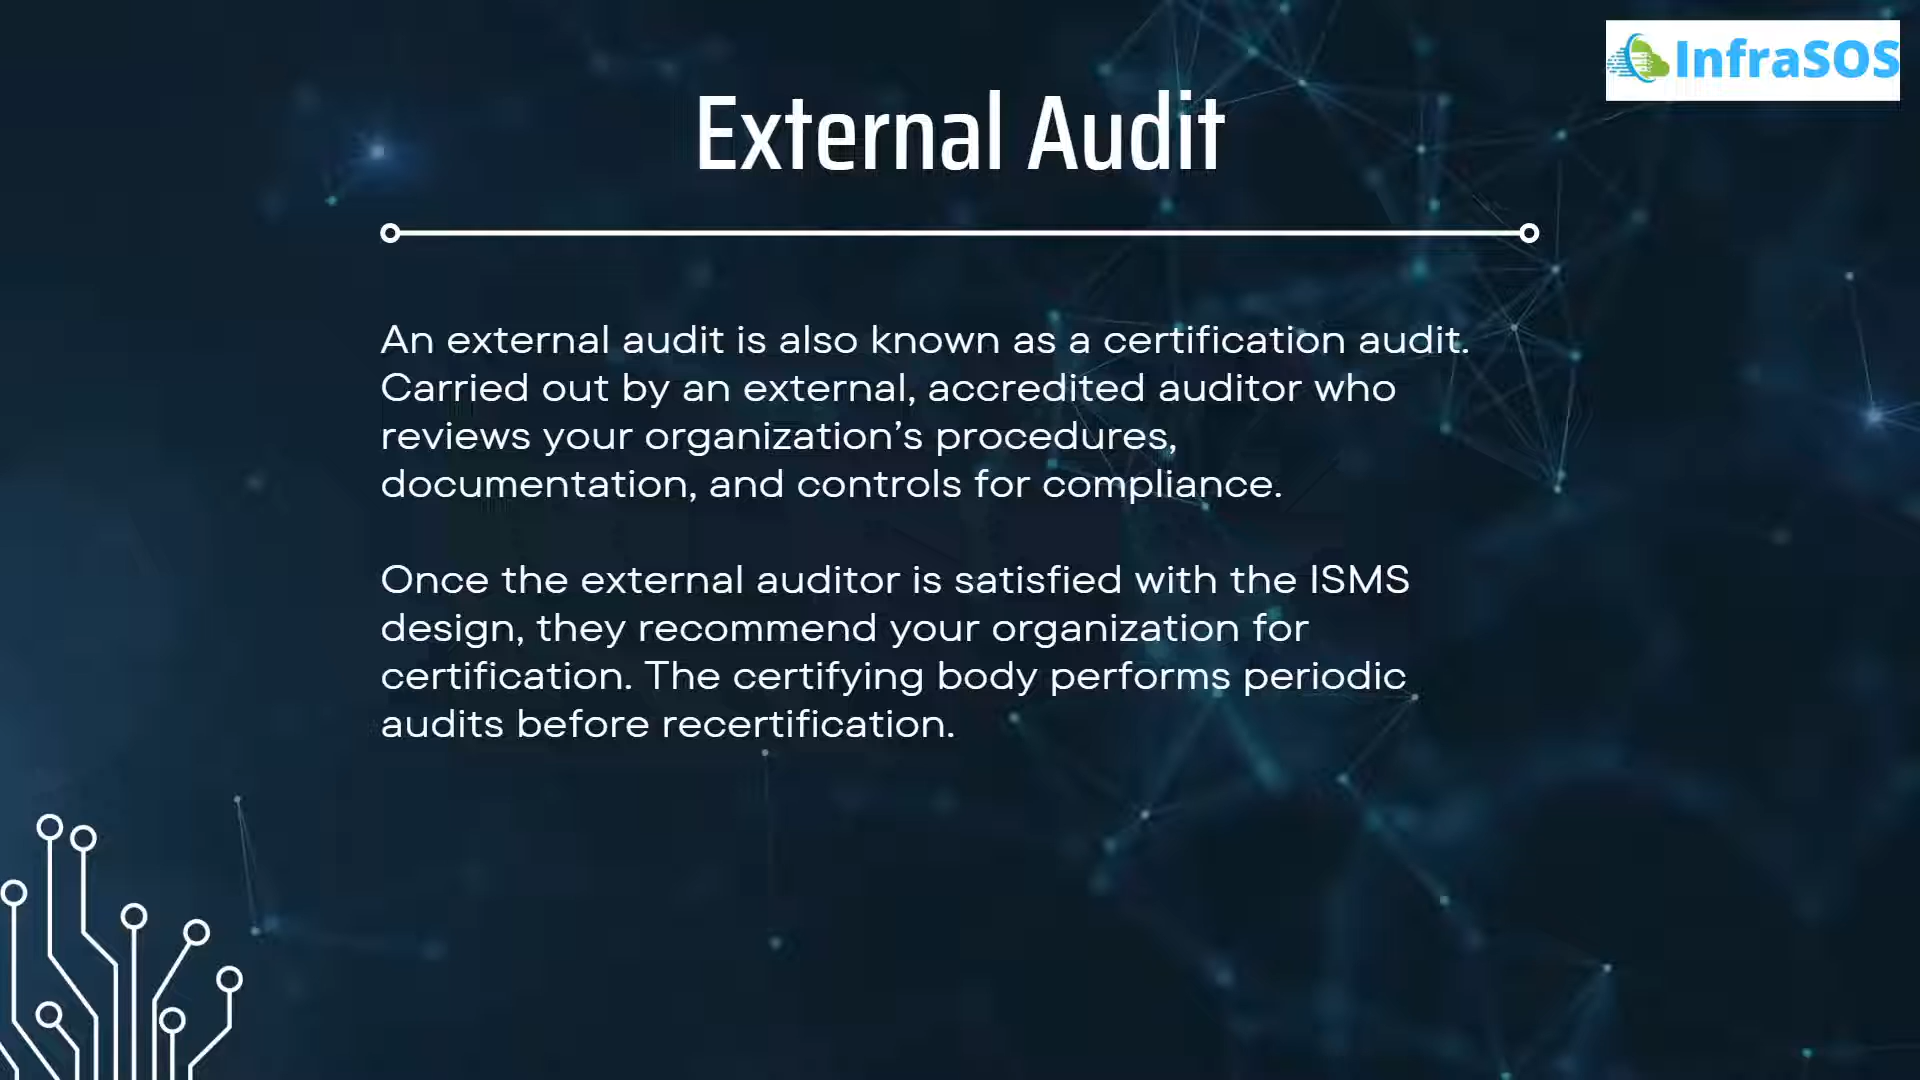 InfraSOS
External Audit
An external audit is also known as a certification audit.
Carried out by an external, accredited auditor who
reviews your organization’s procedures,
documentation, and controls for compliance.
Once the external auditor is satisfied with the ISMS
design, they recommend your organization for
certification. The certifying body performs periodic
audits before recertification.